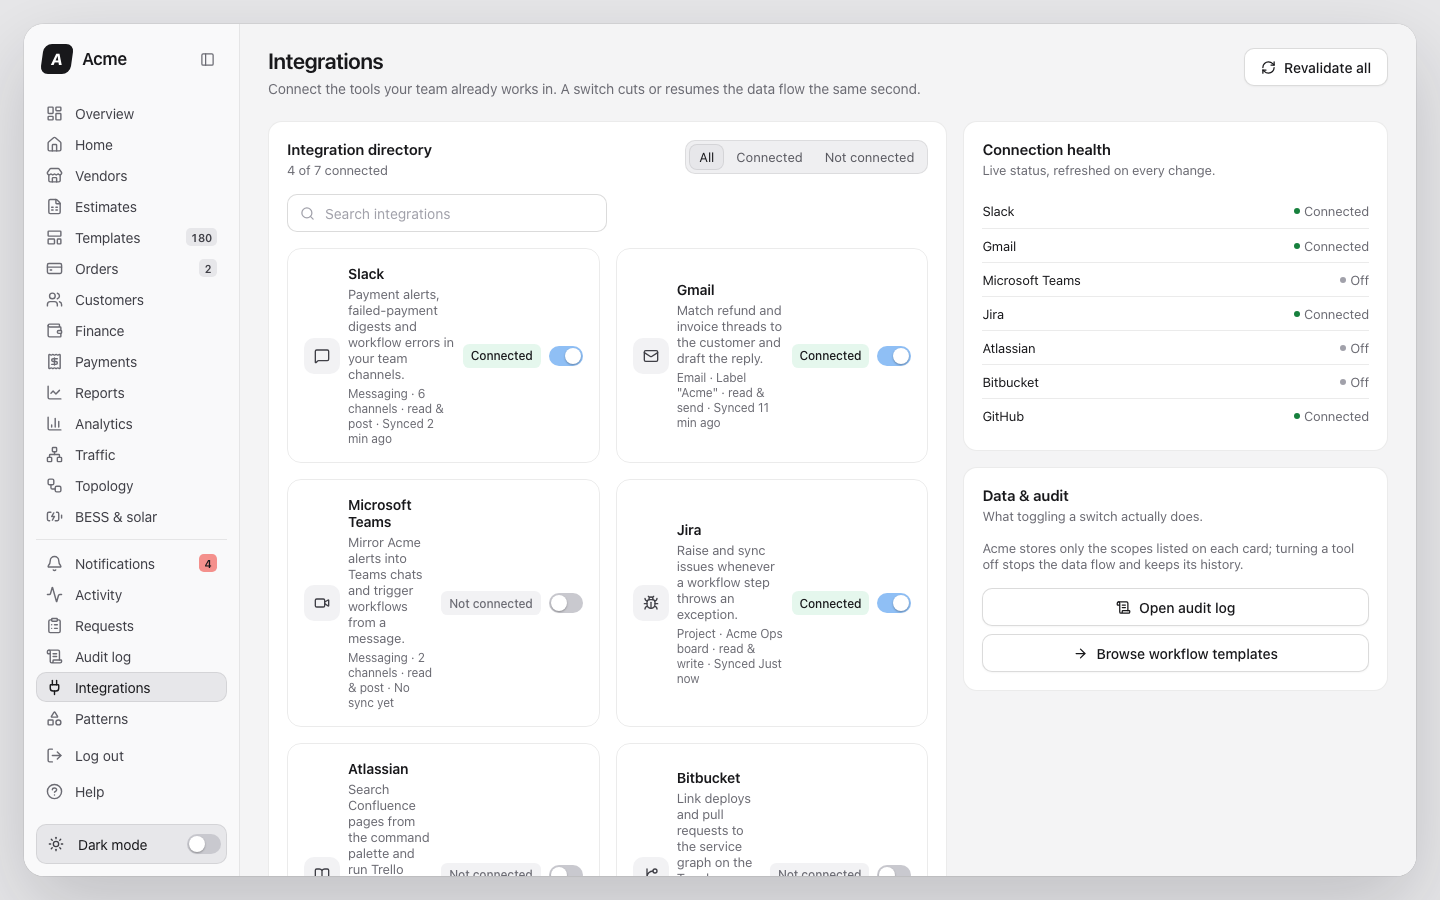 A
Acme
Overview
Home
Vendors
Estimates
Templates
180
Orders
2
Customers
Finance
Payments
Reports
Analytics
Traffic
Topology
BESS & solar
Notifications
4
Activity
Requests
Audit log
Integrations
Patterns
Log out
Help
Dark mode
Integrations
Connect the tools your team already works in. A switch cuts or resumes the data flow the same second.
Revalidate all
Integration directory
4 of 7 connected
All
Connected
Not connected
Search integrations
Slack
Payment alerts,
failed-payment
digests and
workflow errors in
your team
channels.
Messaging · 6
channels · read &
post · Synced 2
min ago
Connected
Gmail
Match refund and
invoice threads to
the customer and
draft the reply.
Email · Label
"Acme" · read &
send · Synced 11
min ago
Connected
Microsoft
Teams
Mirror Acme
alerts into
Teams chats
and trigger
workflows
from a
message.
Messaging · 2
channels · read
& post · No
sync yet
Not connected
Jira
Raise and sync
issues whenever
a workflow step
throws an
exception.
Project · Acme Ops
board · read &
write · Synced Just
now
Connected
Atlassian
Search
Confluence
pages from
the command
palette and
run Trello
Not connected
Bitbucket
Link deploys
and pull
requests to
the service
graph on the
Not connected
Connection health
Live status, refreshed on every change.
Slack
Connected
Gmail
Connected
Microsoft Teams
Off
Jira
Connected
Atlassian
Off
Bitbucket
Off
GitHub
Connected
Data & audit
What toggling a switch actually does.
Acme stores only the scopes listed on each card; turning a tool
off stops the data flow and keeps its history.
Open audit log
Browse workflow templates